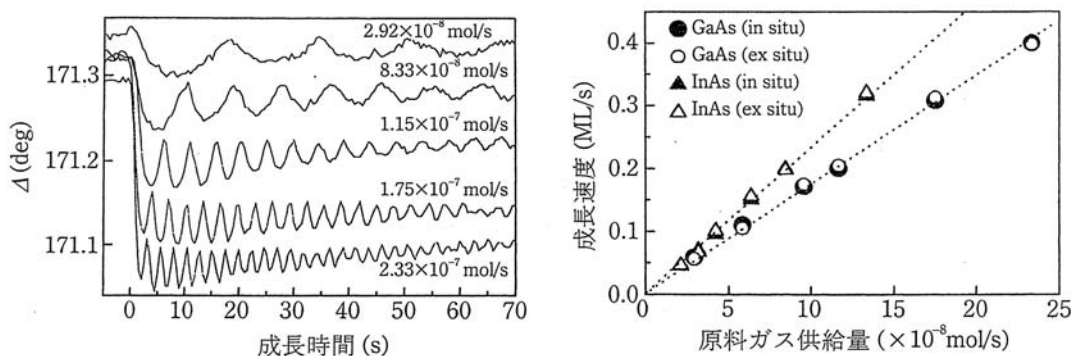 2.92×10⁻⁸ mol/s
8.33×10⁻⁸ mol/s
1.15×10⁻⁷ mol/s
1.75×10⁻⁷ mol/s
2.33×10⁻⁷ mol/s
171.3
171.2
171.1
Δ (deg)
0 10 20 30 40 50 60 70
成長時間 (s)
GaAs (in situ)
GaAs (ex situ)
InAs (in situ)
InAs (ex situ)
0.4
0.3
0.2
0.1
0.0
成長速度 (ML/s)
0 5 10 15 20 25
原料ガス供給量 (×10⁻⁸mol/s)